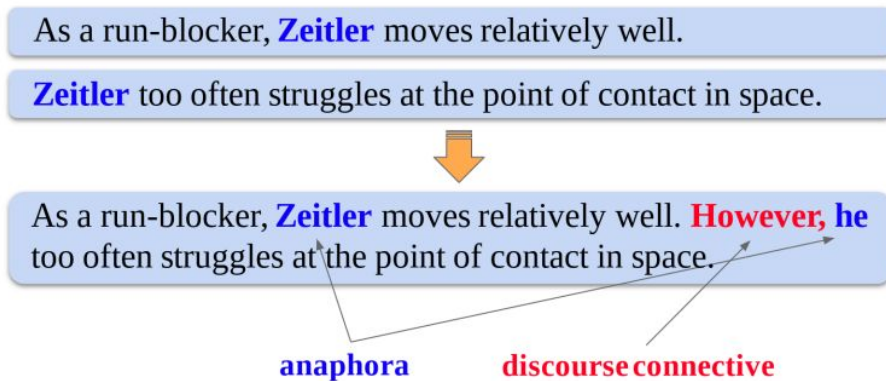 As a run-blocker, Zeitler moves relatively well.
Zeitler too often struggles at the point of contact in space.
As a run-blocker, Zeitler moves relatively well. However, he
too often struggles at the point of contact in space.
anaphora discourse connective